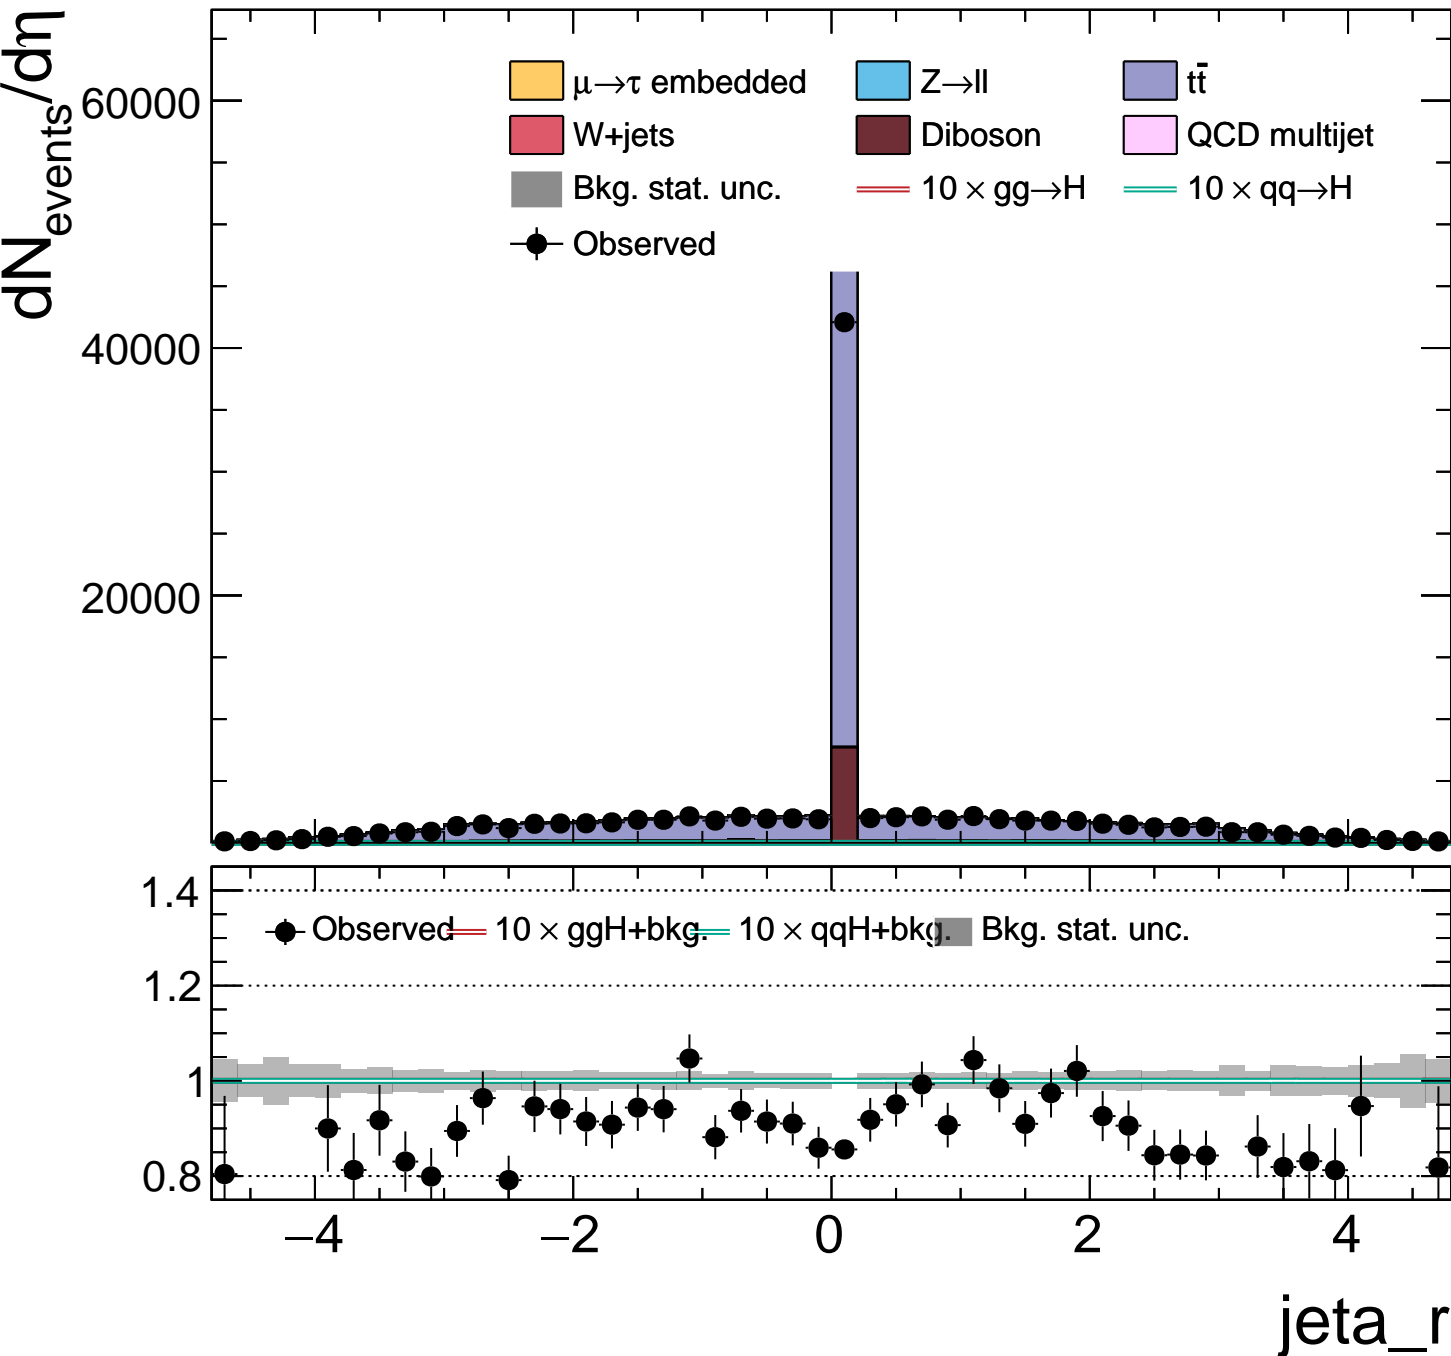 dN_events/dη
60000
40000
20000
μ→τ embedded Z→ll tt̄
W+jets Diboson QCD multijet
Bkg. stat. unc. 10 × gg→H 10 × qq→H
Observed
1.4
1.2
1
0.8
Observed 10 × ggH+bkg. 10 × qqH+bkg. Bkg. stat. unc.
−4 −2 0 2 4
jeta_r